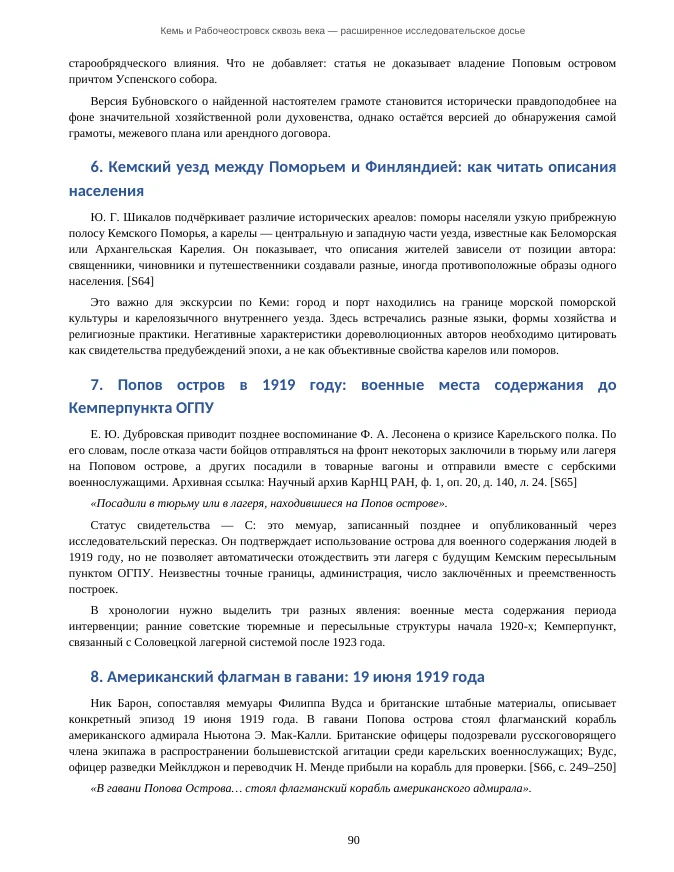 Кемь и Рабочеостровск сквозь века — расширенное исследовательское досье
старообрядческого влияния. Что не добавляет: статья не доказывает владение Поповым островом
причтом Успенского собора.
Версия Бубновского о найденной настоятелем грамоте становится исторически правдоподобнее на
фоне значительной хозяйственной роли духовенства, однако остаётся версией до обнаружения самой
грамоты, межевого плана или арендного договора.
6. Кемский уезд между Поморьем и Финляндией: как читать описания
населения
Ю. Г. Шикалов подчёркивает различие исторических ареалов: поморы населяли узкую прибрежную
полосу Кемского Поморья, а карелы — центральную и западную части уезда, известные как Беломорская
или Архангельская Карелия. Он показывает, что описания жителей зависели от позиции автора:
священники, чиновники и путешественники создавали разные, иногда противоположные образы одного
населения. [S64]
Это важно для экскурсии по Кеми: город и порт находились на границе морской поморской
культуры и карелоязычного внутреннего уезда. Здесь встречались разные языки, формы хозяйства и
религиозные практики. Негативные характеристики дореволюционных авторов необходимо цитировать
как свидетельства предубеждений эпохи, а не как объективные свойства карелов или поморов.
7. Попов остров в 1919 году: военные места содержания до
Кемперпункта ОГПУ
Е. Ю. Дубровская приводит позднее воспоминание Ф. А. Лесонена о кризисе Карельского полка. По
его словам, после отказа части бойцов отправляться на фронт некоторых заключили в тюрьму или лагеря
на Поповом острове, а других посадили в товарные вагоны и отправили вместе с сербскими
военнослужащими. Архивная ссылка: Научный архив КарНЦ РАН, ф. 1, оп. 20, д. 140, л. 24. [S65]
«Посадили в тюрьму или в лагеря, находившиеся на Попов острове».
Статус свидетельства — С: это мемуар, записанный позднее и опубликованный через
исследовательский пересказ. Он подтверждает использование острова для военного содержания людей в
1919 году, но не позволяет автоматически отождествить эти лагеря с будущим Кемским пересыльным
пунктом ОГПУ. Неизвестны точные границы, администрация, число заключённых и преемственность
построек.
В хронологии нужно выделить три разных явления: военные места содержания периода
интервенции; ранние советские тюремные и пересыльные структуры начала 1920-х; Кемперпункт,
связанный с Соловецкой лагерной системой после 1923 года.
8. Американский флагман в гавани: 19 июня 1919 года
Ник Барон, сопоставляя мемуары Филиппа Вудса и британские штабные материалы, описывает
конкретный эпизод 19 июня 1919 года. В гавани Попова острова стоял флагманский корабль
американского адмирала Ньютона Э. Мак-Калли. Британские офицеры подозревали русскоговорящего
члена экипажа в распространении большевистской агитации среди карельских военнослужащих; Вудс,
офицер разведки Мейклджон и переводчик Н. Менде прибыли на корабль для проверки. [S66, с. 249–250]
«В гавани Попова Острова… стоял флагманский корабль американского адмирала».
90